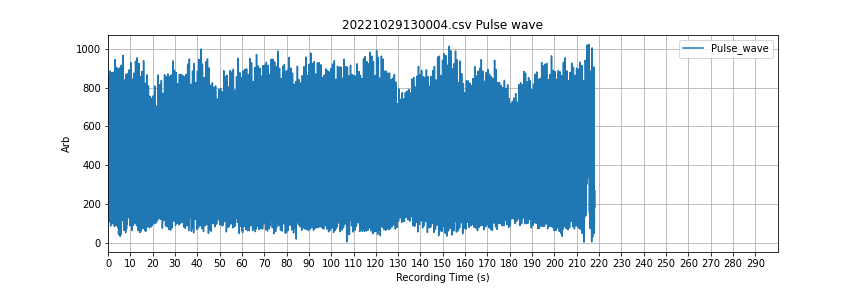 20221029130004.csv Pulse wave
Pulse_wave
1000
800
600
400
200
0
Arb
0 10 20 30 40 50 60 70 80 90 100 110 120 130 140 150 160 170 180 190 200 210 220 230 240 250 260 270 280 290
Recording Time (s)